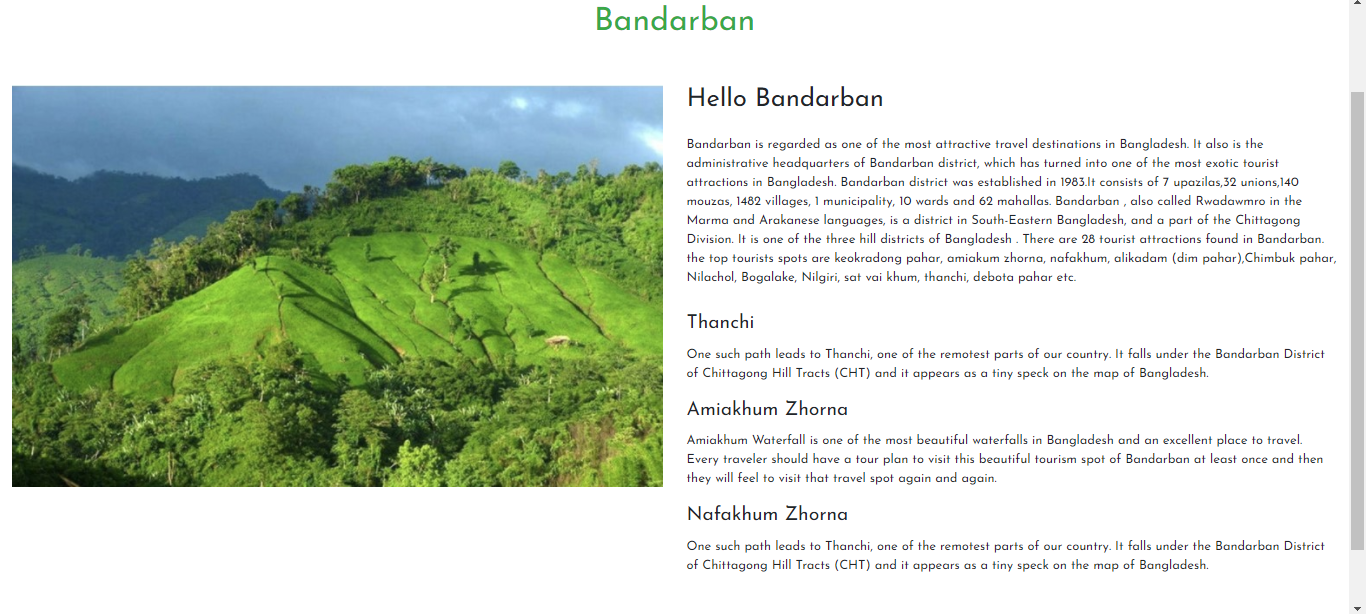 Bandarban
Hello Bandarban
Bandarban is regarded as one of the most attractive travel destinations in Bangladesh. It also is the
administrative headquarters of Bandarban district, which has turned into one of the most exotic tourist
attractions in Bangladesh. Bandarban district was established in 1983.It consists of 7 upazilas,32 unions,140
mouzas, 1482 villages, 1 municipality, 10 wards and 62 mahallas. Bandarban , also called Rwadawmro in the
Marma and Arakanese languages, is a district in South-Eastern Bangladesh, and a part of the Chittagong
Division. It is one of the three hill districts of Bangladesh . There are 28 tourist attractions found in Bandarban.
the top tourists spots are keokradong pahar, amiakum zhorna, nafakhum, alikadam (dim pahar),Chimbuk pahar,
Nilachol, Bogalake, Nilgiri, sat vai khum, thanchi, debota pahar etc.
Thanchi
One such path leads to Thanchi, one of the remotest parts of our country. It falls under the Bandarban District
of Chittagong Hill Tracts (CHT) and it appears as a tiny speck on the map of Bangladesh.
Amiakhum Zhorna
Amiakhum Waterfall is one of the most beautiful waterfalls in Bangladesh and an excellent place to travel.
Every traveler should have a tour plan to visit this beautiful tourism spot of Bandarban at least once and then
they will feel to visit that travel spot again and again.
Nafakhum Zhorna
One such path leads to Thanchi, one of the remotest parts of our country. It falls under the Bandarban District
of Chittagong Hill Tracts (CHT) and it appears as a tiny speck on the map of Bangladesh.